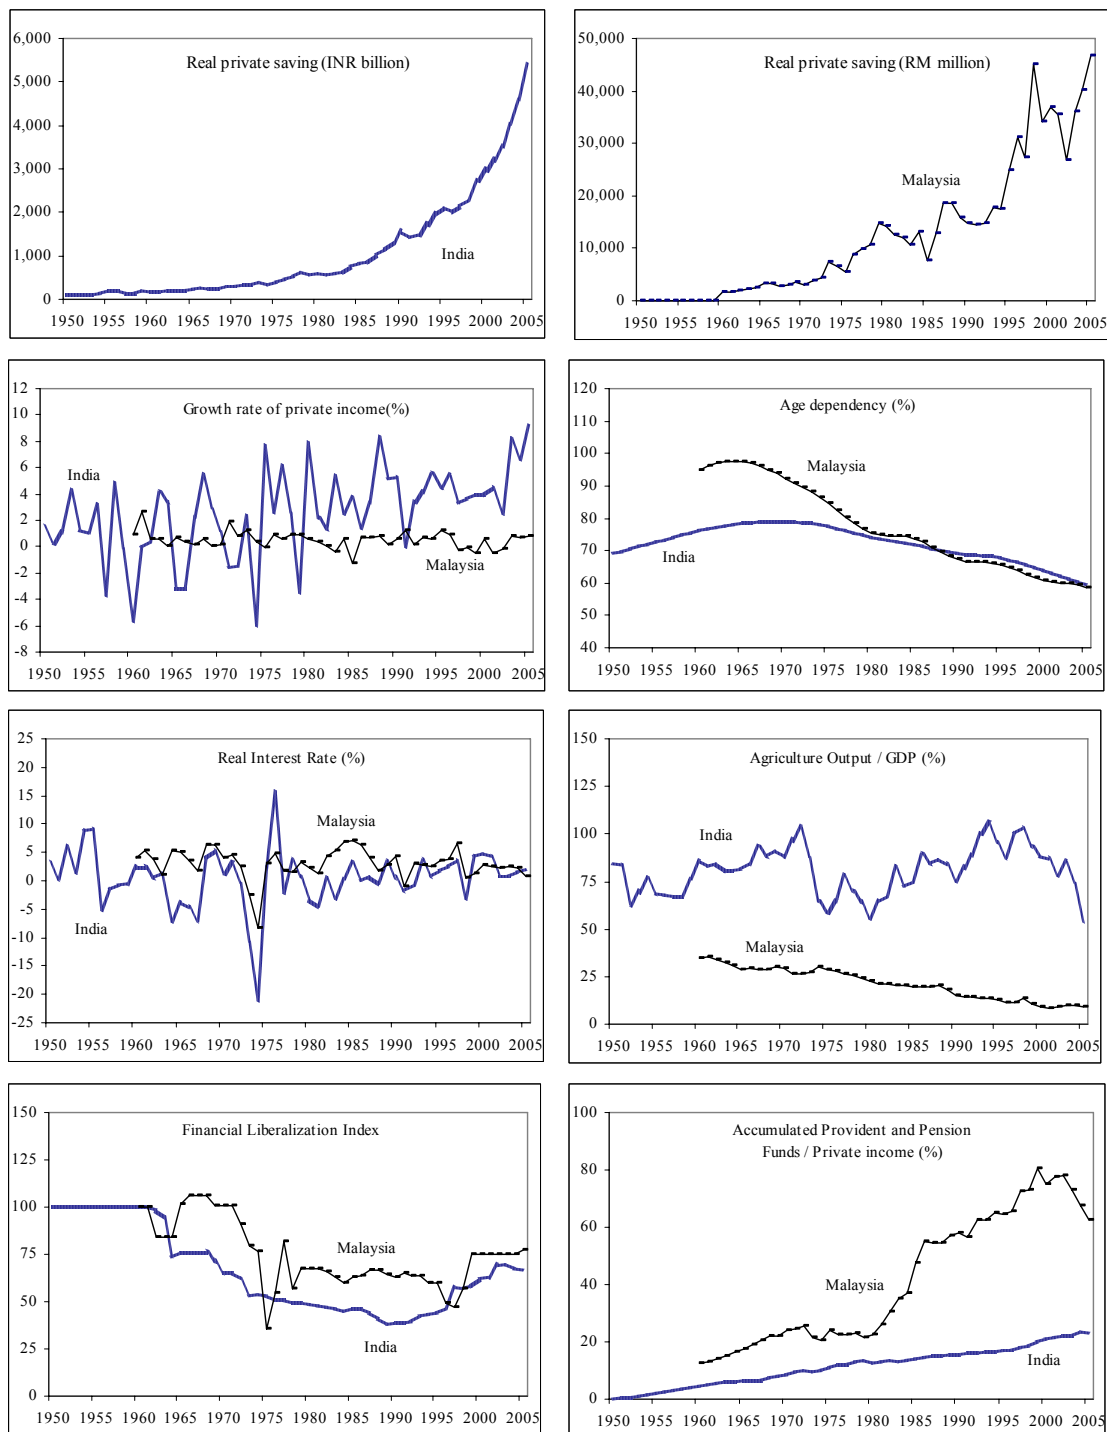 Real private saving (INR billion)
6,000
5,000
4,000
3,000
2,000
1,000
0
India
1950 1955 1960 1965 1970 1975 1980 1985 1990 1995 2000 2005
Real private saving (RM million)
50,000
40,000
30,000
20,000
10,000
0
Malaysia
1950 1955 1960 1965 1970 1975 1980 1985 1990 1995 2000 2005
Growth rate of private income(%)
12
10
8
6
4
2
0
-2
-4
-6
-8
India
Malaysia
1950 1955 1960 1965 1970 1975 1980 1985 1990 1995 2000 2005
Age dependency (%)
120
110
100
90
80
70
60
50
40
Malaysia
India
1950 1955 1960 1965 1970 1975 1980 1985 1990 1995 2000 2005
Real Interest Rate (%)
25
20
15
10
5
0
-5
-10
-15
-20
-25
Malaysia
India
1950 1955 1960 1965 1970 1975 1980 1985 1990 1995 2000 2005
Agriculture Output / GDP (%)
150
125
100
75
50
25
0
India
Malaysia
1950 1955 1960 1965 1970 1975 1980 1985 1990 1995 2000 2005
Financial Liberalization Index
150
125
100
75
50
25
0
Malaysia
India
1950 1955 1960 1965 1970 1975 1980 1985 1990 1995 2000 2005
Accumulated Provident and Pension
Funds / Private income (%)
100
80
60
40
20
0
Malaysia
India
1950 1955 1960 1965 1970 1975 1980 1985 1990 1995 2000 2005